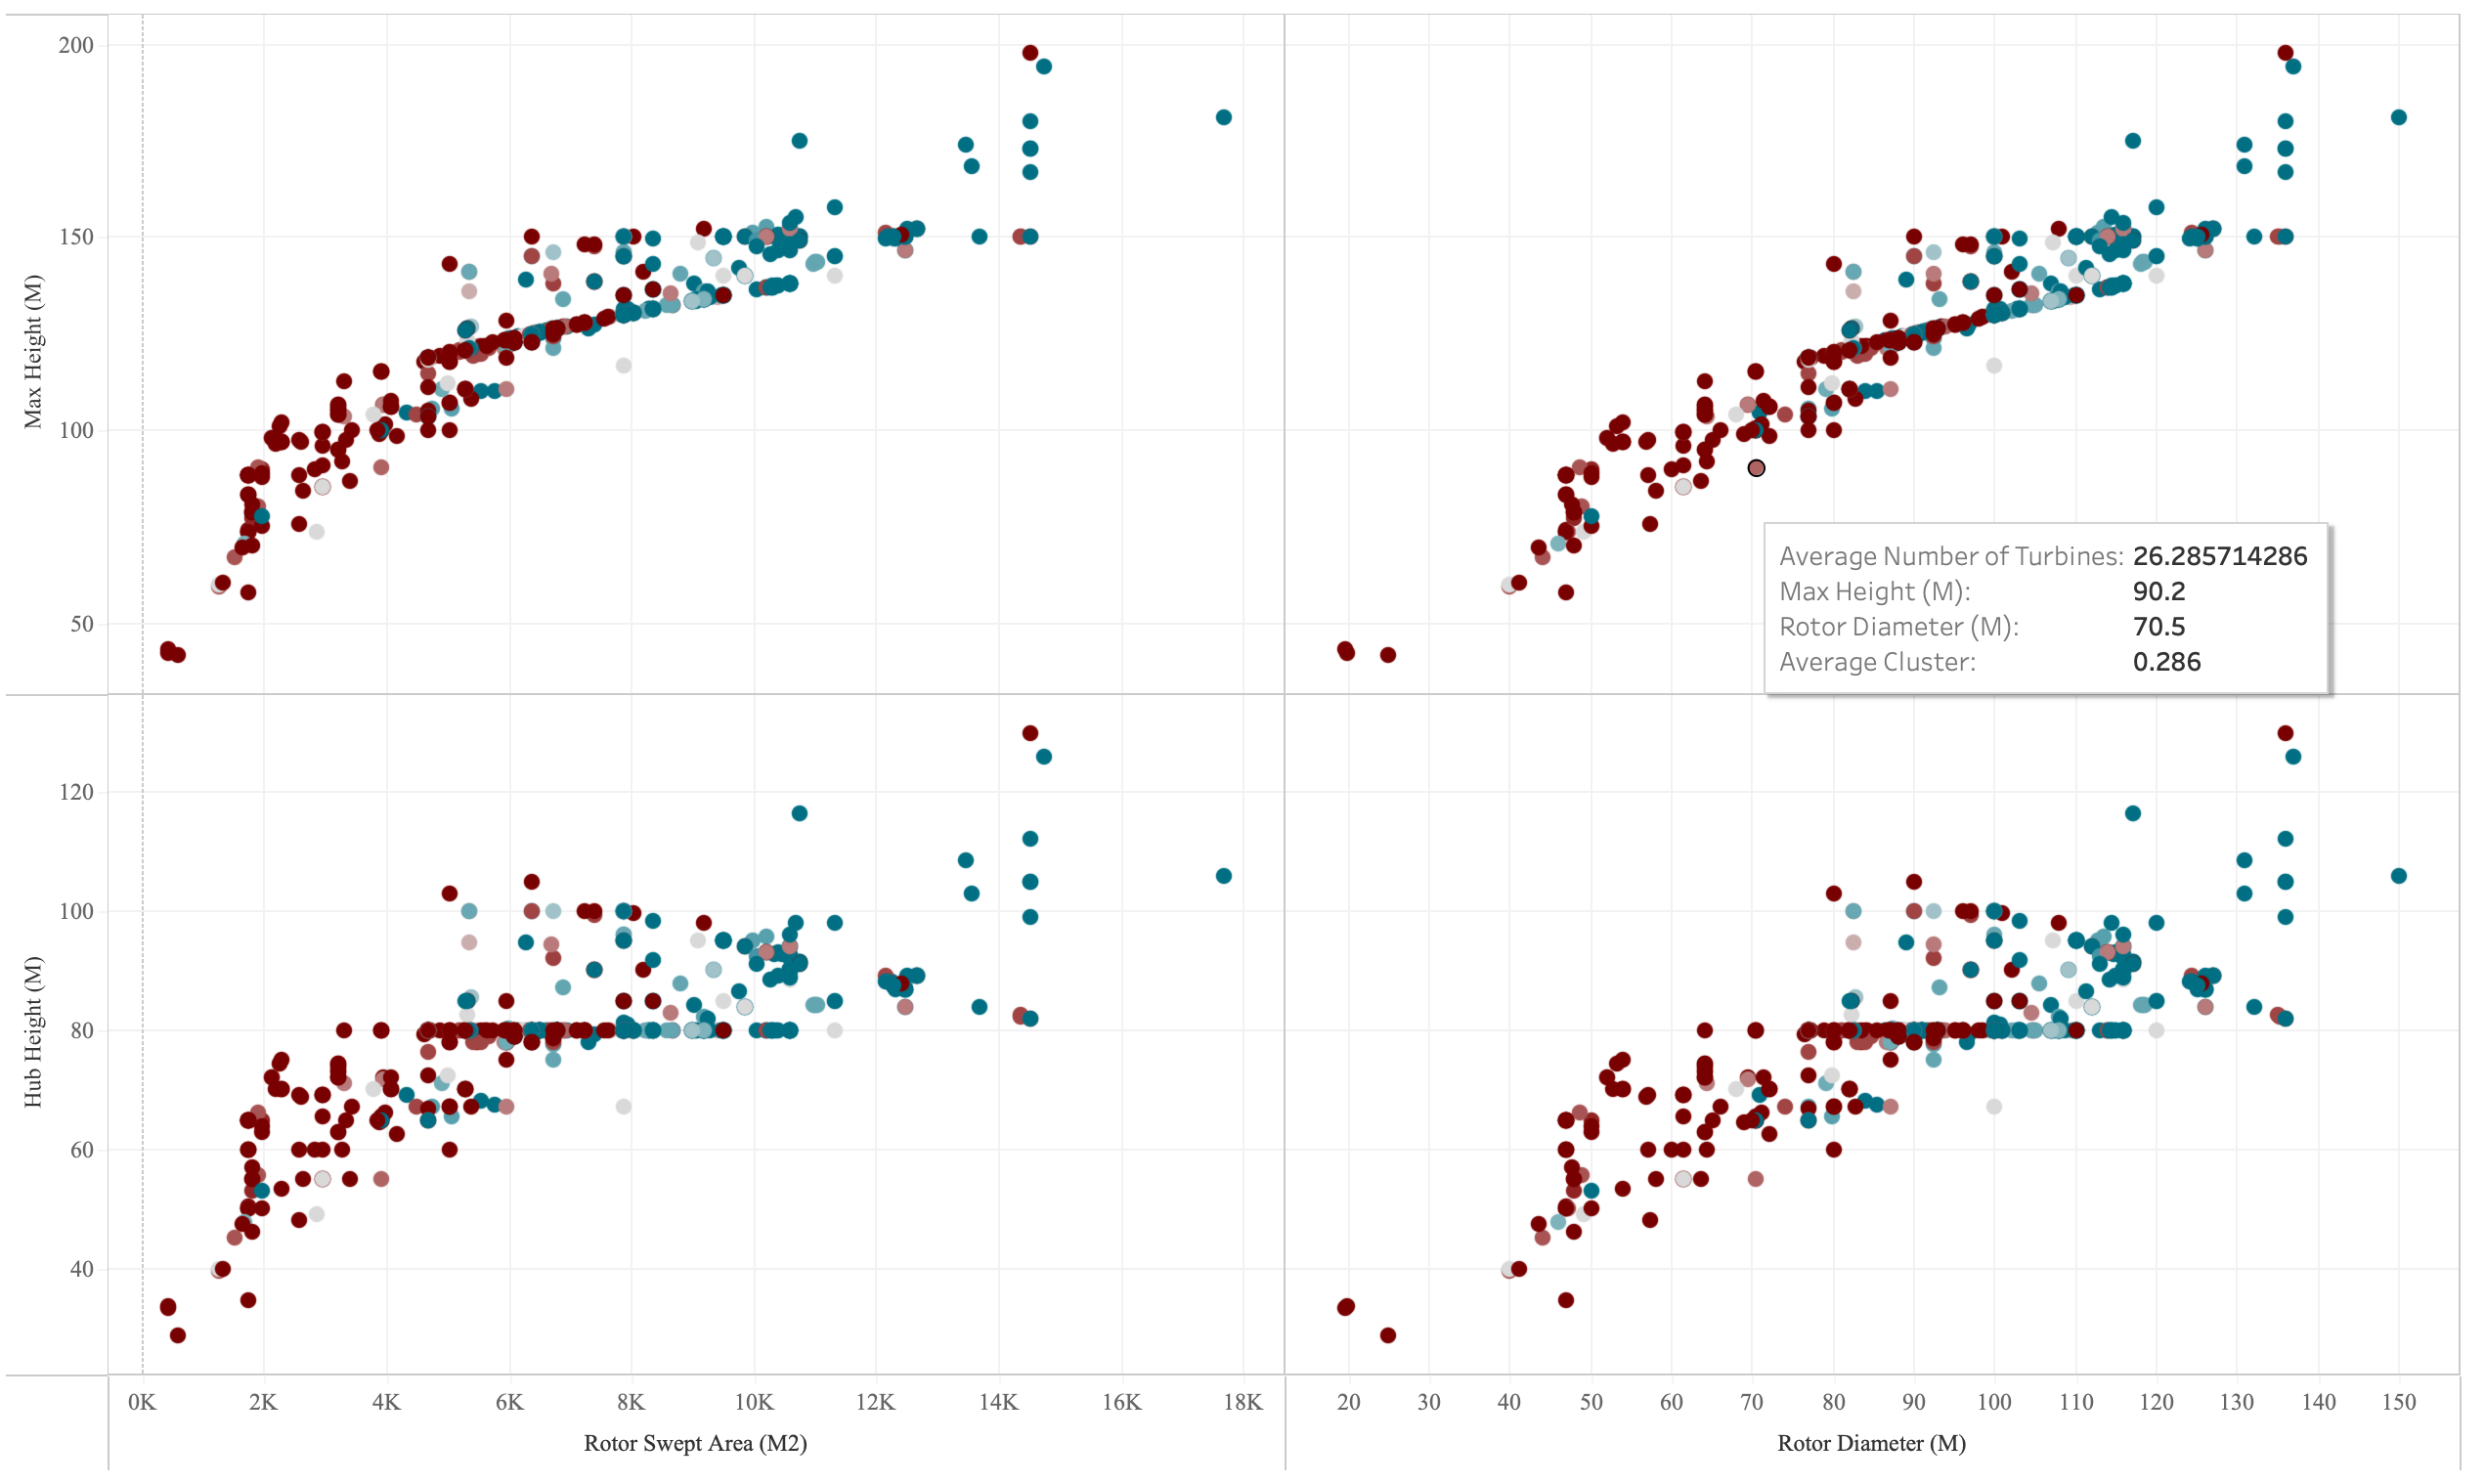 200
150
100
50
Max Height (M)
Average Number of Turbines: 26.285714286
Max Height (M): 90.2
Rotor Diameter (M): 70.5
Average Cluster: 0.286
120
100
80
60
40
Hub Height (M)
0K 2K 4K 6K 8K 10K 12K 14K 16K 18K 20 30 40 50 60 70 80 90 100 110 120 130 140 150
Rotor Swept Area (M2) Rotor Diameter (M)